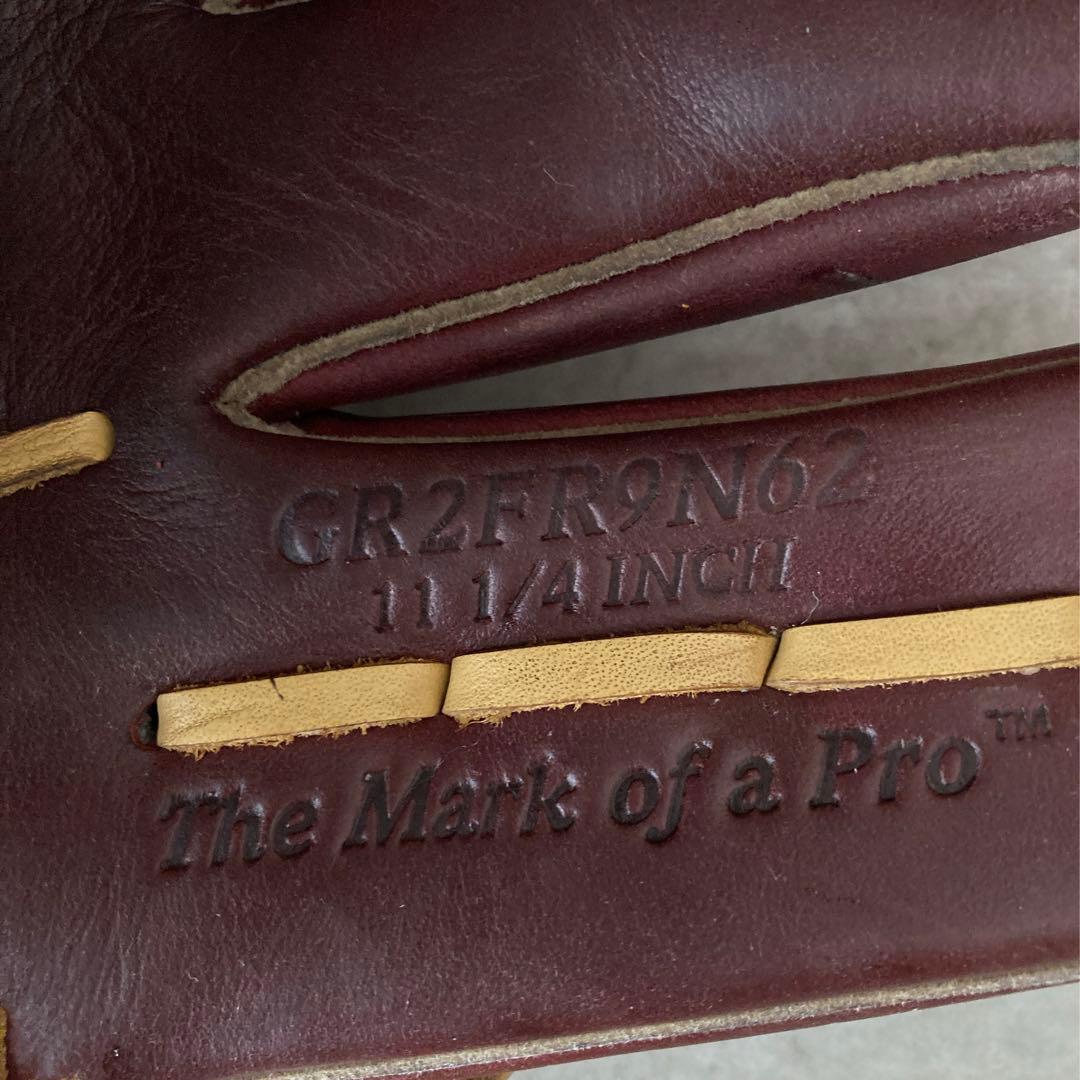 GR2FR9N62
11 1/4 INCH
The Mark of a Pro™